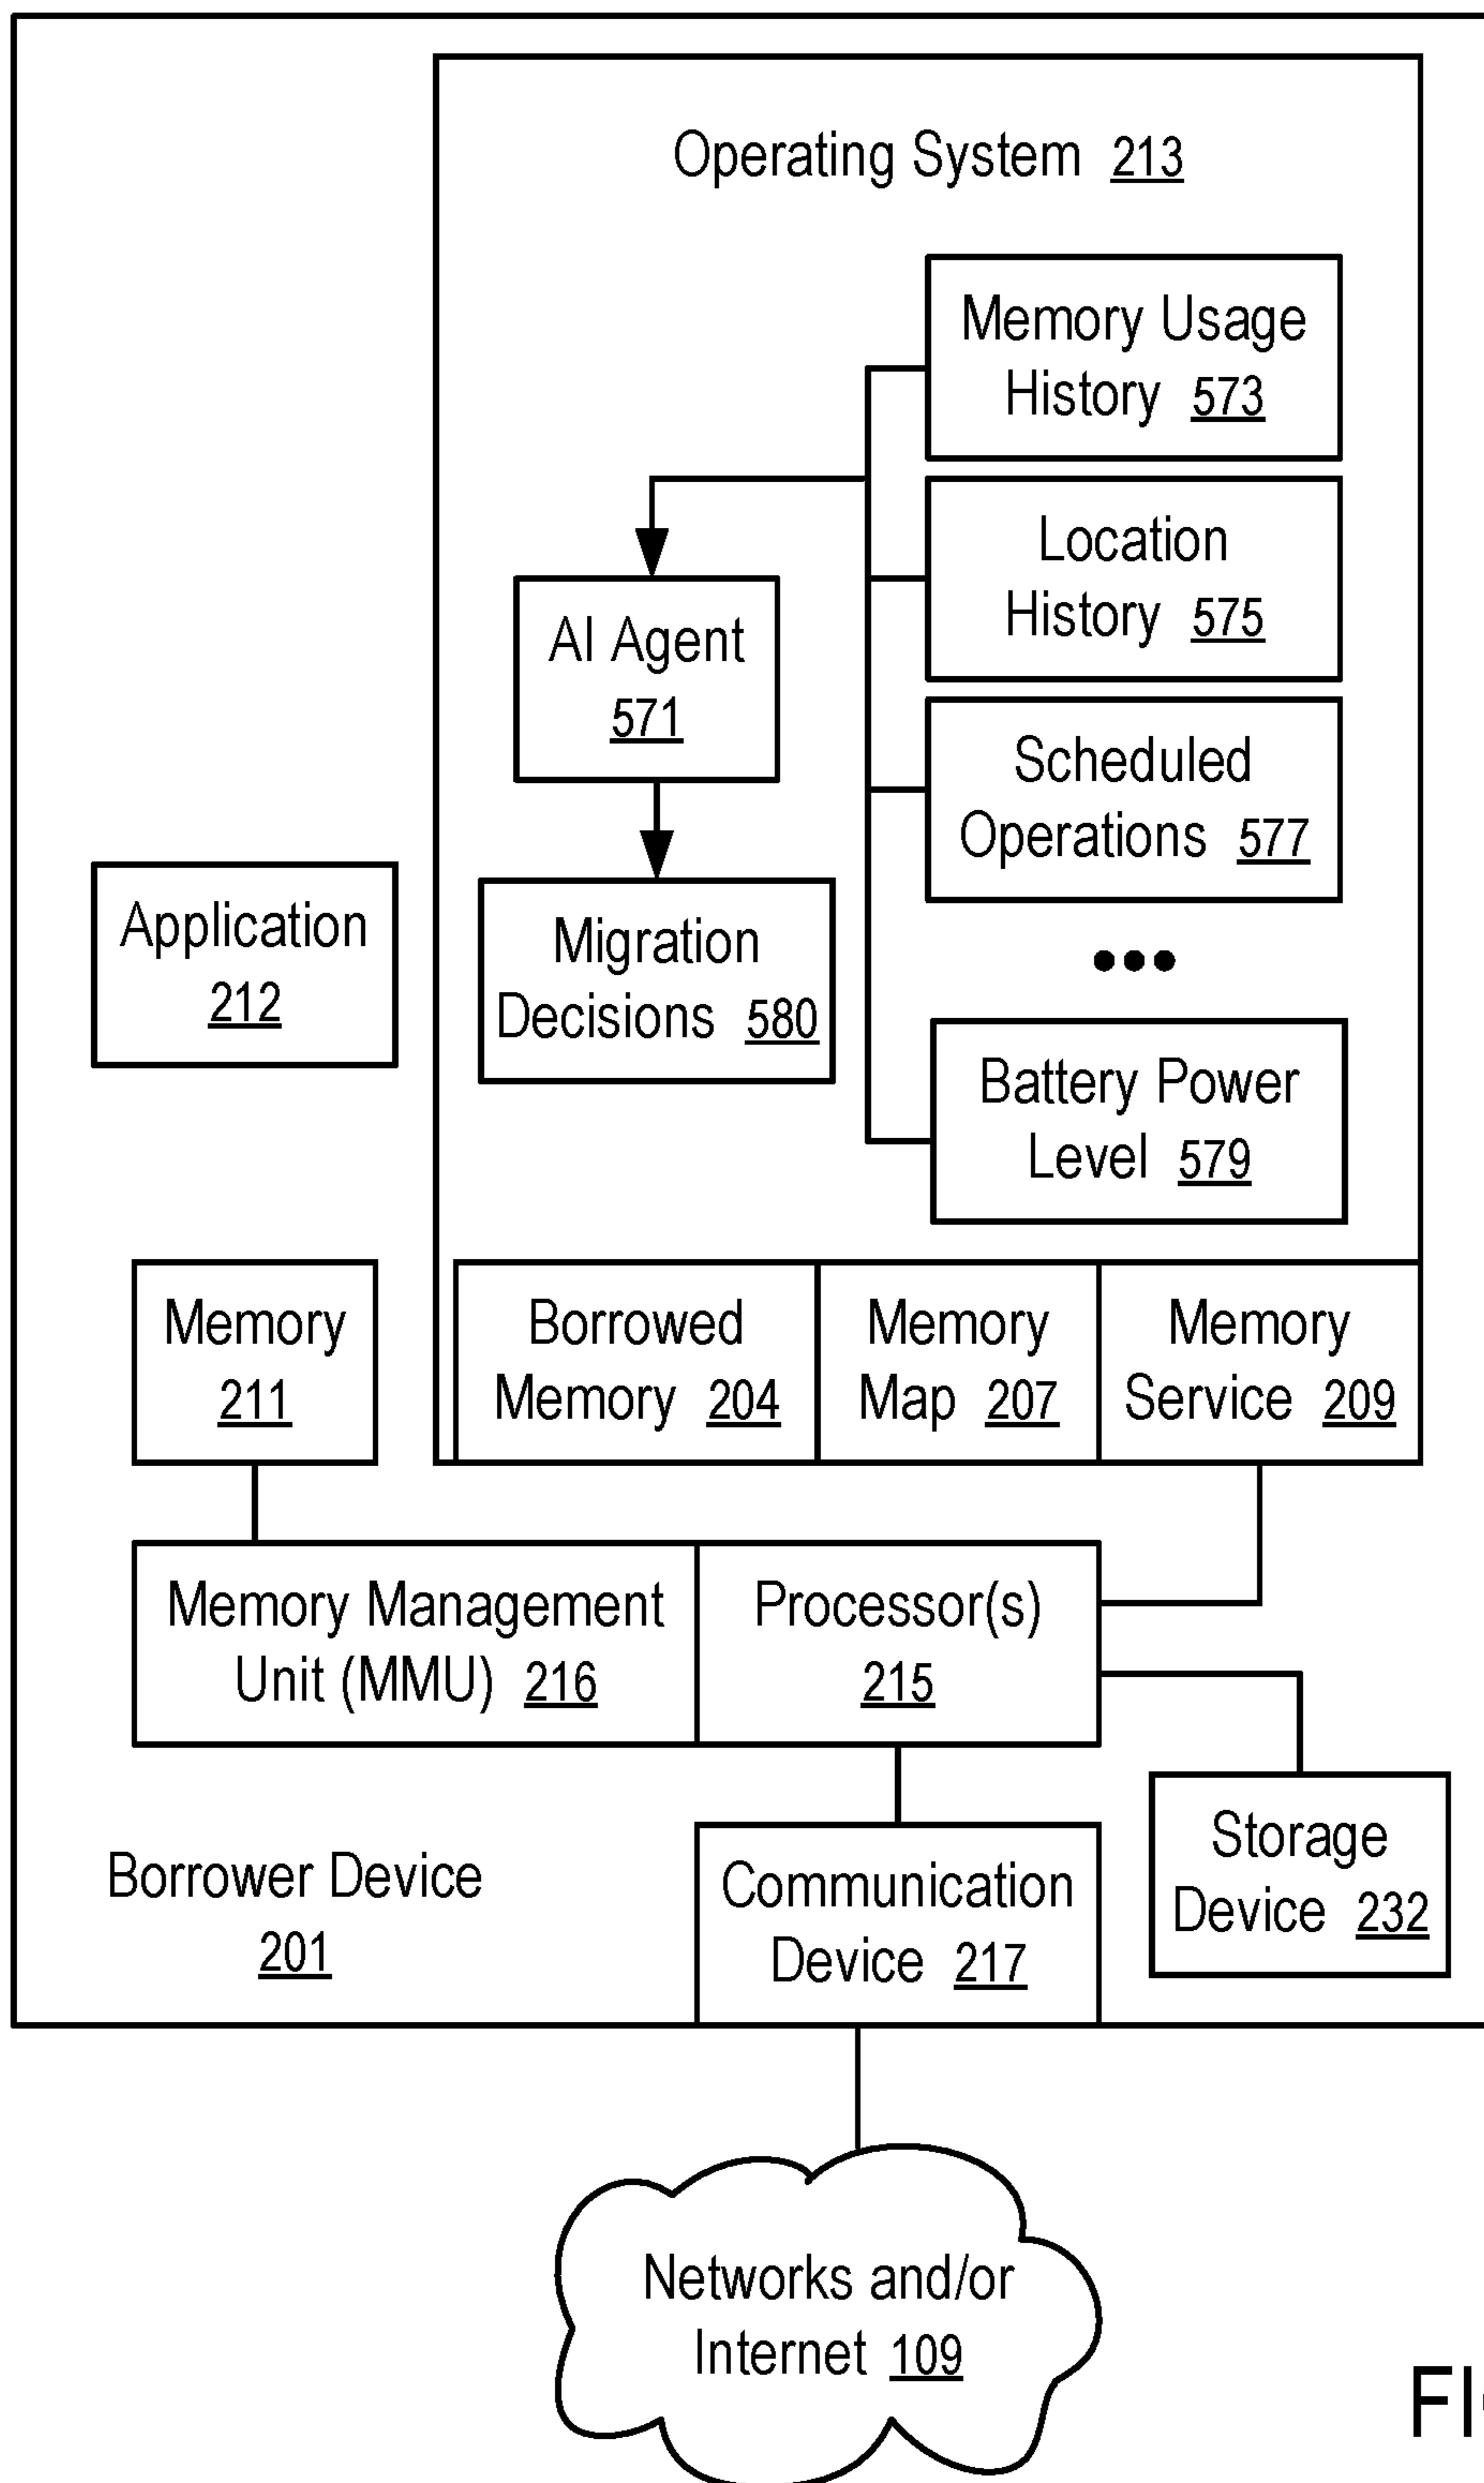 Operating System 213
Memory Usage
History 573
Location
History 575
AI Agent
571
Scheduled
Operations 577
Migration
Decisions 580
Application
212
Battery Power
Level 579
Memory
211
Borrowed
Memory 204
Memory
Map 207
Memory
Service 209
Memory Management
Unit (MMU) 216
Processor(s)
215
Storage
Device 232
Borrower Device
201
Communication
Device 217
Networks and/or
Internet 109